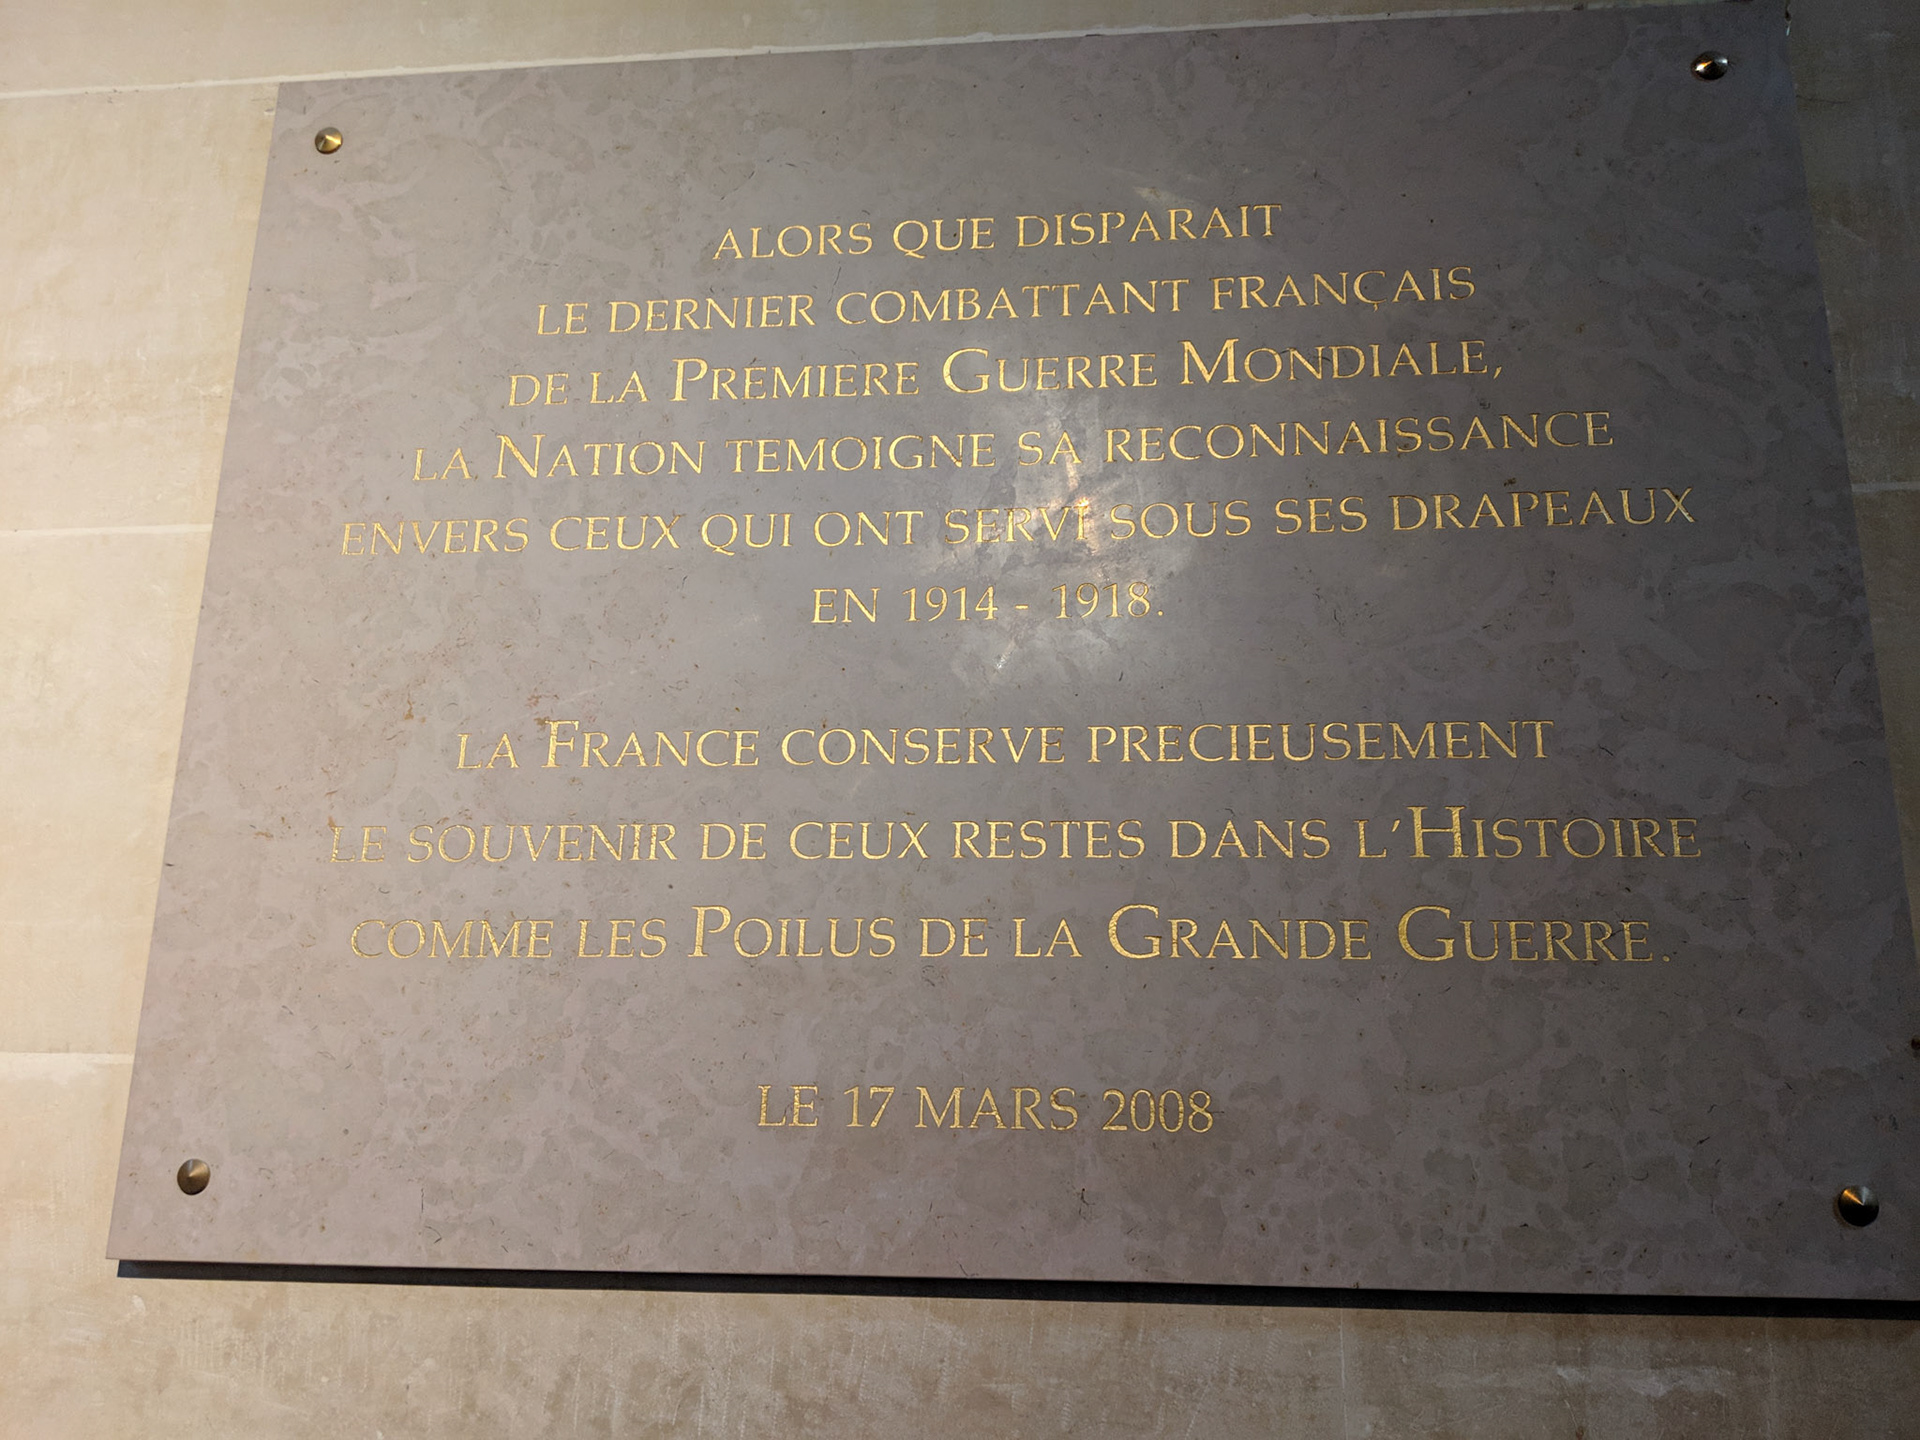 ALORS QUE DISPARAIT
LE DERNIER COMBATTANT FRANÇAIS
DE LA PREMIERE GUERRE MONDIALE,
LA NATION TEMOIGNE SA RECONNAISSANCE
ENVERS CEUX QUI ONT SERVI SOUS SES DRAPEAUX
EN 1914 - 1918.
LA FRANCE CONSERVE PRECIEUSEMENT
LE SOUVENIR DE CEUX RESTES DANS L'HISTOIRE
COMME LES POILUS DE LA GRANDE GUERRE.
LE 17 MARS 2008